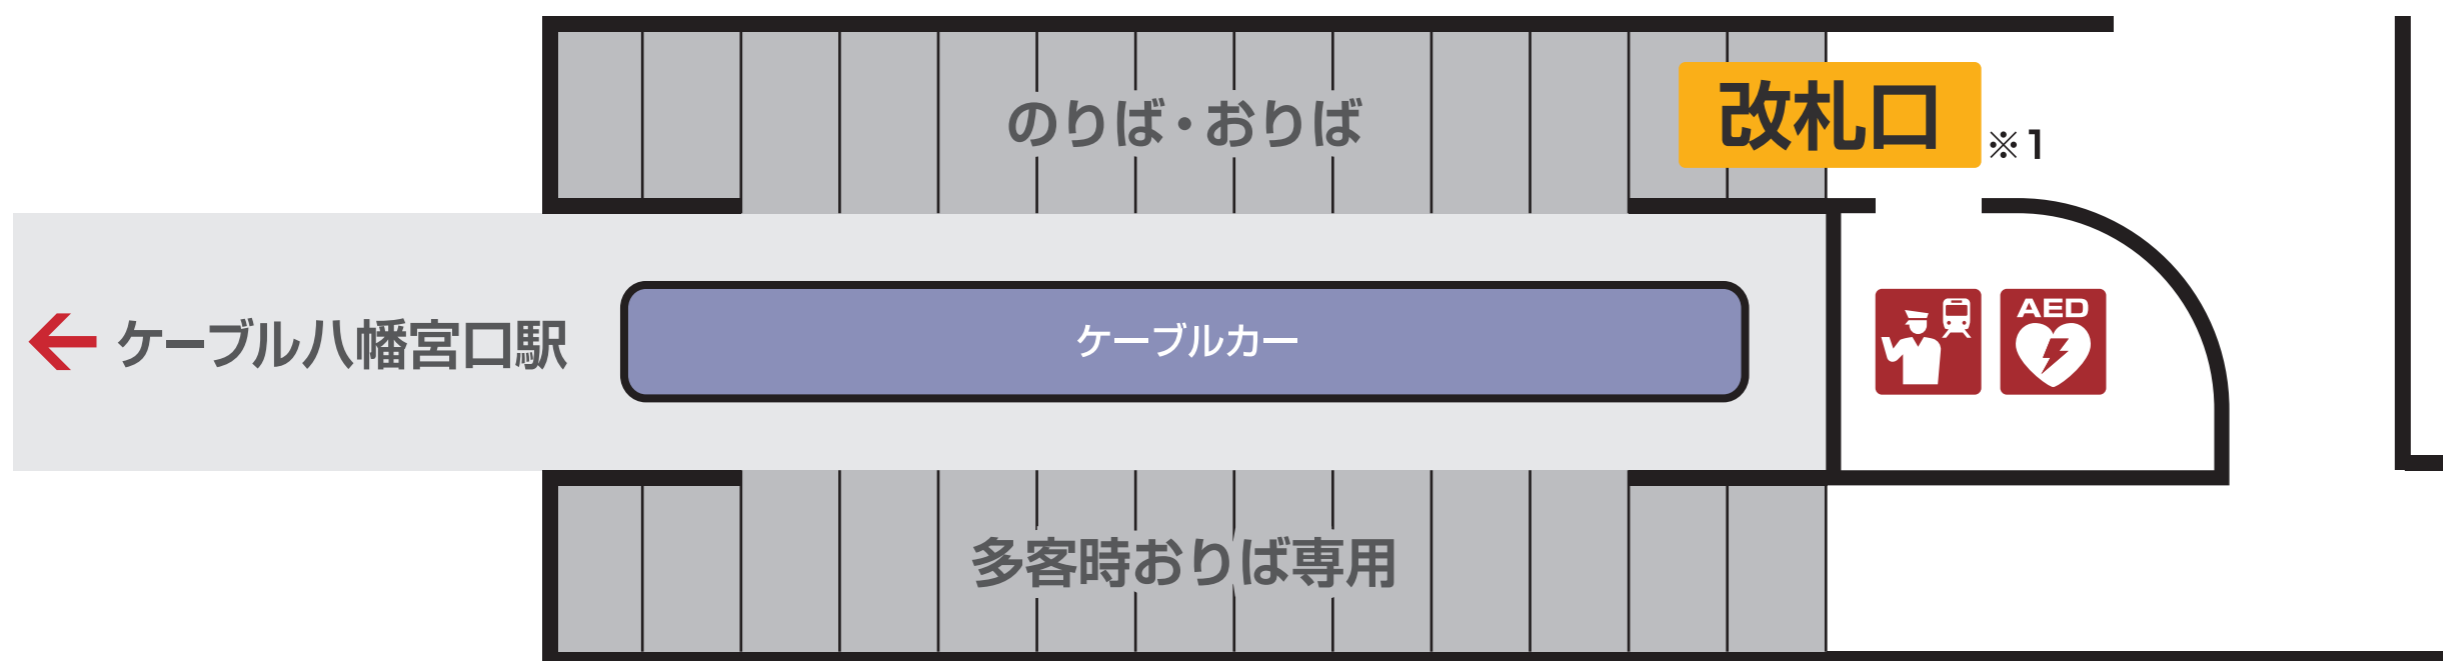 のりば・おりば
改札口
※1
ケーブル八幡宮口駅
ケーブルカー
AED
多客時おりば専用